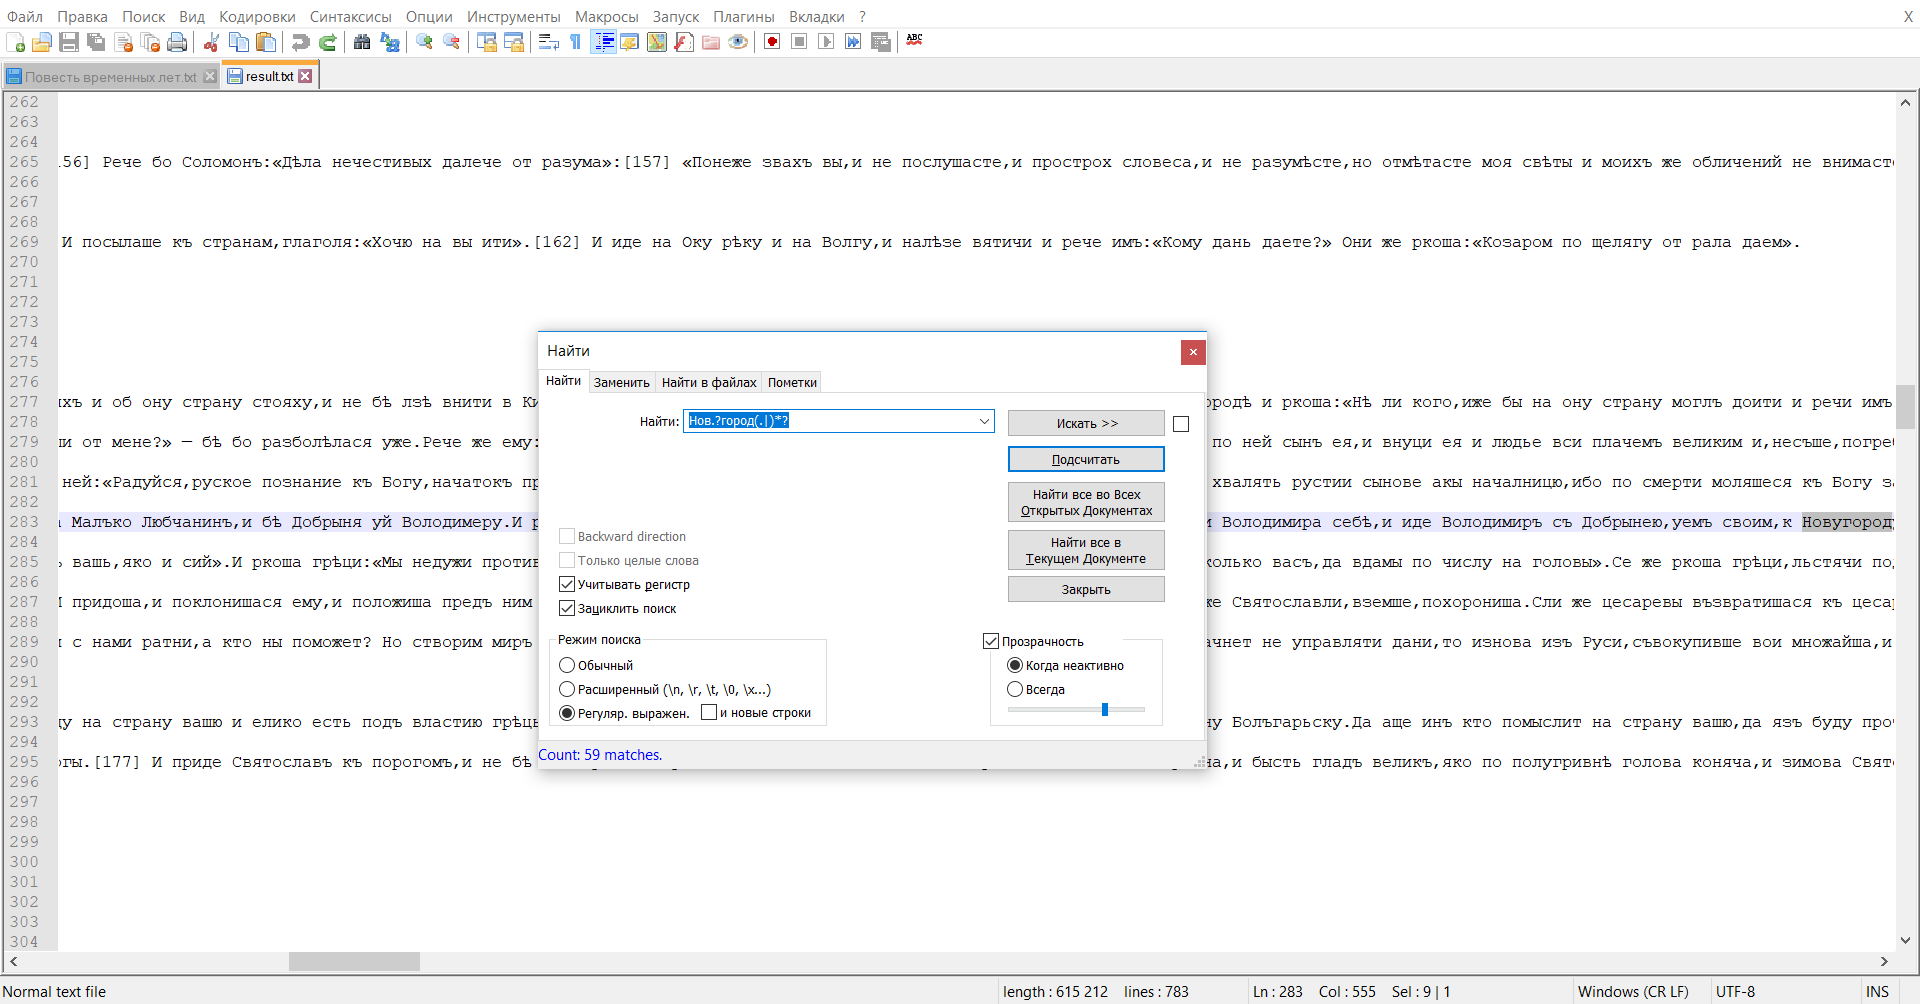 Файл Правка Поиск Вид Кодировки Синтаксисы Опции Инструменты Макросы Запуск Плагины Вкладки ? X
ABC
Повесть временных лет.txt result.txt
262
263
264
265 156] Рече бо Соломонъ:«Дѣла нечестивых далече от разума»:[157] «Понеже звахъ вы,и не послушасте,и прострох словеса,и не разумѣсте,но отмѣтасте моя свѣты и моихъ же обличений не внимаст
266
267
268
269 И посылаше къ странам,глаголя:«Хочю на вы ити».[162] И иде на Оку рѣку и на Волгу,и налѣзе вятичи и рече имъ:«Кому дань даете?» Они же ркоша:«Козаром по щелягу от рала даем».
270
271
272
273
274
275
276
277 ихъ и об ону страну стояху,и не бѣ лзѣ внити в Ки ородѣ и ркоша:«Нѣ ли кого,иже бы на ону страну моглъ доити и речи имъ
278
279 ли от мене?» — бѣ бо разболѣлася уже.Рече же ему: по ней сынъ ея,и внуци ея и людье вси плачемъ великим и,несъше,погреб
280
281 ней:«Радуйся,руское познание къ Богу,начатокъ пр хвалять рустии сынове акы началницю,ибо по смерти моляшеся къ Богу за
282
283 Малъко Любчанинъ,и бѣ Добрыня уй Володимеру.И р и Володимира себѣ,и иде Володимиръ съ Добрынею,уемъ своим,к Новугороду
284
285 ь вашь,яко и сий».И ркоша грѣци:«Мы недужи против колько васъ,да вдамы по числу на головы».Се же ркоша грѣци,льстячи по
286
287 И придоша,и поклонишася ему,и положиша предъ ним же Святославли,вземше,похорониша.Сли же цесаревы възвратишася къ цеса
288
289 и с нами ратни,а кто ны поможет? Но створим миръ ачнет не управляти дани,то изнова изъ Руси,съвокупивше вои множайша,и
290
291
292
293 ду на страну вашю и елико есть подъ властию грѣць ну Болъгарьску.Да аще инъ кто помыслит на страну вашю,да язъ буду про
294
295 огы.[177] И приде Святославъ къ порогомъ,и не бѣ на,и бысть гладъ великъ,яко по полугривнѣ голова коняча,и зимова Свят
296
297
298
299
300
301
302
303
304
Найти
Найти Заменить Найти в файлах Пометки
Найти: Нов.?город(.|)*?
Искать >>
Подсчитать
Найти все во Всех
Открытых Документах
Найти все в
Текущем Документе
Закрыть
Backward direction
Только целые слова
Учитывать регистр
Зациклить поиск
Режим поиска
Обычный
Расширенный (\n, \r, \t, \0, \x...)
Регуляр. выражен. и новые строки
Прозрачность
Когда неактивно
Всегда
Count: 59 matches.
Normal text file length : 615 212 lines : 783 Ln : 283 Col : 555 Sel : 9 | 1 Windows (CR LF) UTF-8 INS